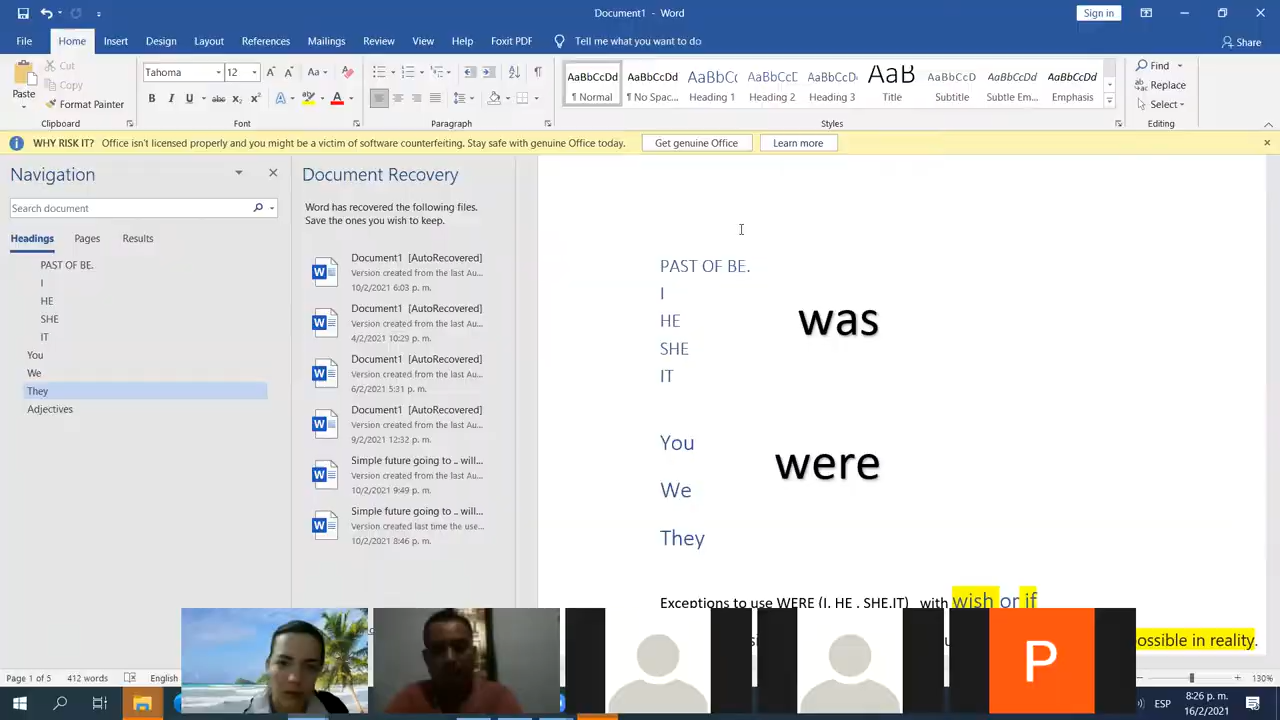 Document1 - Word
Sign in
File Home Insert Design Layout References Mailings Review View Help Foxit PDF Tell me what you want to do
Share
Paste
Cut
Copy
Format Painter
Clipboard
Tahoma 12
Font
Paragraph
AaBbCcDd AaBbCcDd AaBbCc AaBbCcD AaBbCcDd AaB AaBbCcD AaBbCcDd AaBbCcDd
¶ Normal ¶ No Spac... Heading 1 Heading 2 Heading 3 Title Subtitle Subtle Em... Emphasis
Styles
Find
Replace
Select
Editing
WHY RISK IT? Office isn't licensed properly and you might be a victim of software counterfeiting. Stay safe with genuine Office today. Get genuine Office Learn more
Navigation
Search document
Headings Pages Results
PAST OF BE.
I
HE
SHE
IT
You
We
They
Adjectives
Document Recovery
Word has recovered the following files.
Save the ones you wish to keep.
Document1 [AutoRecovered]
Version created from the last Au...
10/2/2021 6:03 p. m.
Document1 [AutoRecovered]
Version created from the last Au...
4/2/2021 10:29 p. m.
Document1 [AutoRecovered]
Version created from the last Au...
6/2/2021 5:31 p. m.
Document1 [AutoRecovered]
Version created from the last Au...
9/2/2021 12:32 p. m.
Simple future going to .. will...
Version created from the last Au...
10/2/2021 9:49 p. m.
Simple future going to .. will...
Version created last time the use...
10/2/2021 8:46 p. m.
PAST OF BE.
I
HE
was
SHE
IT
You
were
We
They
Exceptions to use WERE (I, HE , SHE,IT) with wish or if
possible in reality.
P
Page 1 of 5 412 words English
130%
ESP
8:26 p. m.
16/2/2021